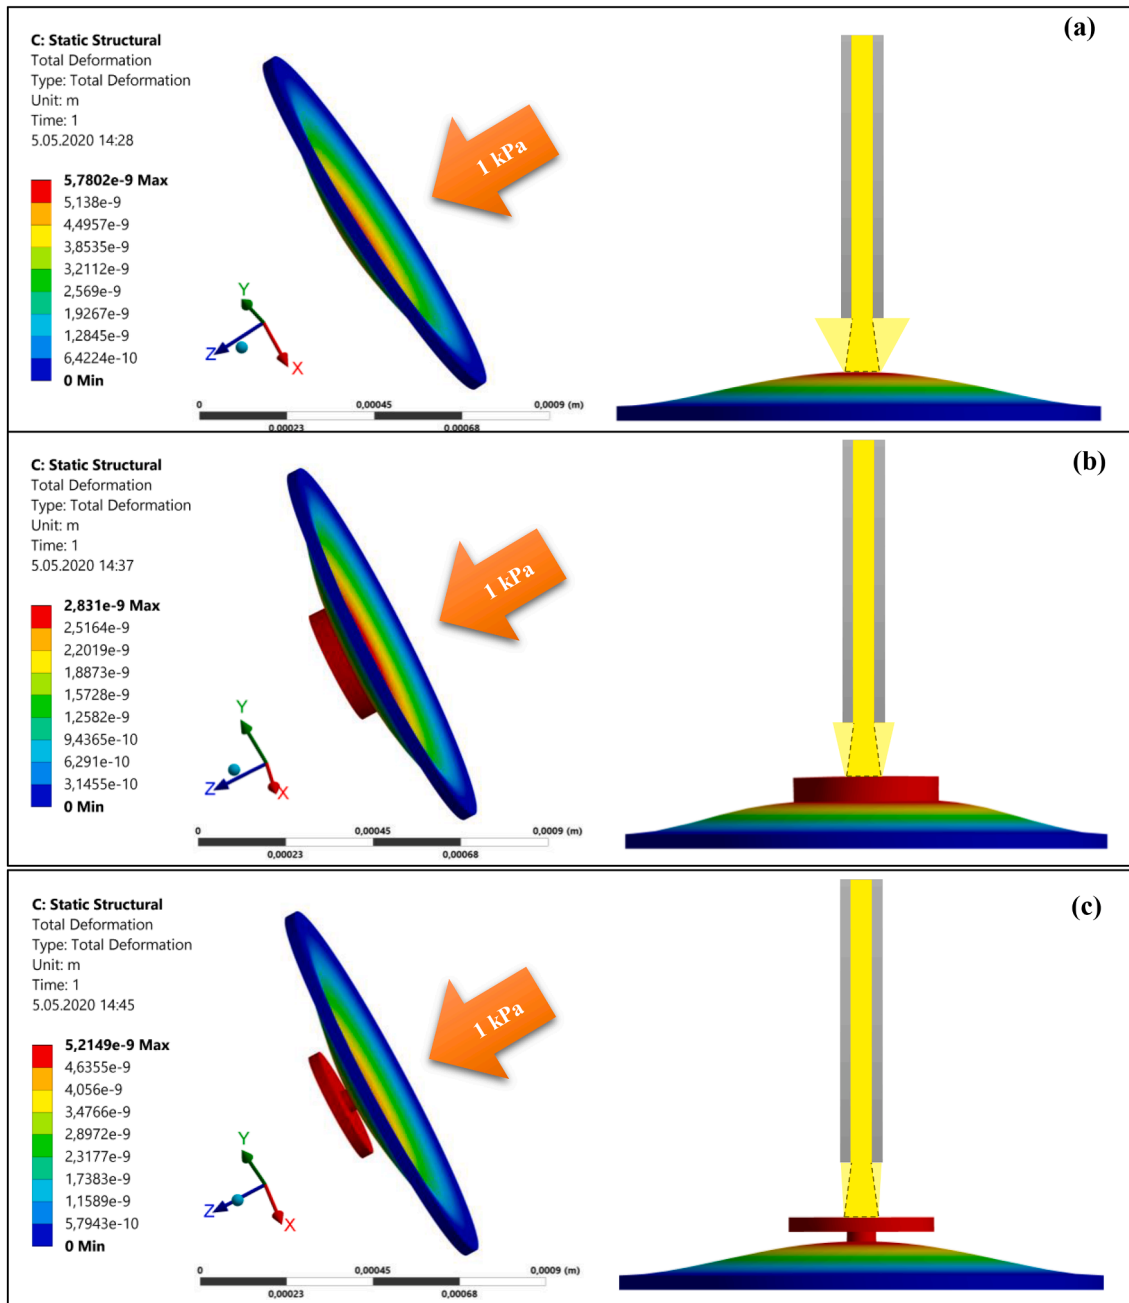 (a)
C: Static Structural
Total Deformation
Type: Total Deformation
Unit: m
Time: 1
5.05.2020 14:28
5,7802e-9 Max
5,138e-9
4,4957e-9
3,8535e-9
3,2112e-9
2,569e-9
1,9267e-9
1,2845e-9
6,4224e-10
0 Min
1 kPa
Y
Z
X
0
0,00045
0,0009 (m)
0,00023
0,00068
(b)
C: Static Structural
Total Deformation
Type: Total Deformation
Unit: m
Time: 1
5.05.2020 14:37
2,831e-9 Max
2,5164e-9
2,2019e-9
1,8873e-9
1,5728e-9
1,2582e-9
9,4365e-10
6,291e-10
3,1455e-10
0 Min
1 kPa
Y
Z
X
0
0,00045
0,0009 (m)
0,00023
0,00068
(c)
C: Static Structural
Total Deformation
Type: Total Deformation
Unit: m
Time: 1
5.05.2020 14:45
5,2149e-9 Max
4,6355e-9
4,056e-9
3,4766e-9
2,8972e-9
2,3177e-9
1,7383e-9
1,1589e-9
5,7943e-10
0 Min
1 kPa
Y
Z
X
0
0,00045
0,0009 (m)
0,00023
0,00068